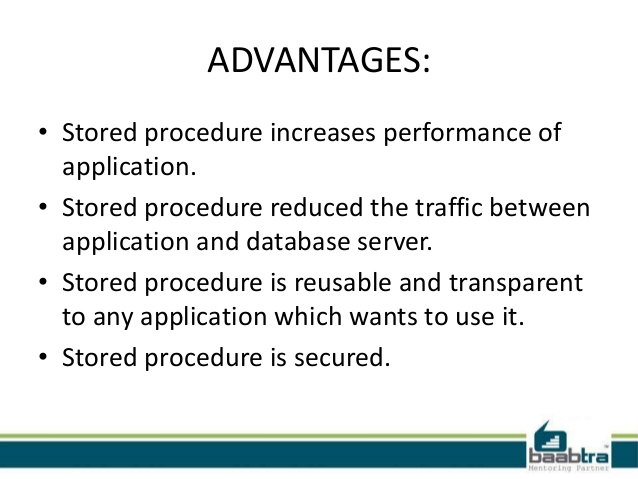 ADVANTAGES:
• Stored procedure increases performance of
application.
• Stored procedure reduced the traffic between
application and database server.
• Stored procedure is reusable and transparent
to any application which wants to use it.
• Stored procedure is secured.
baabtra
Mentoring Partner